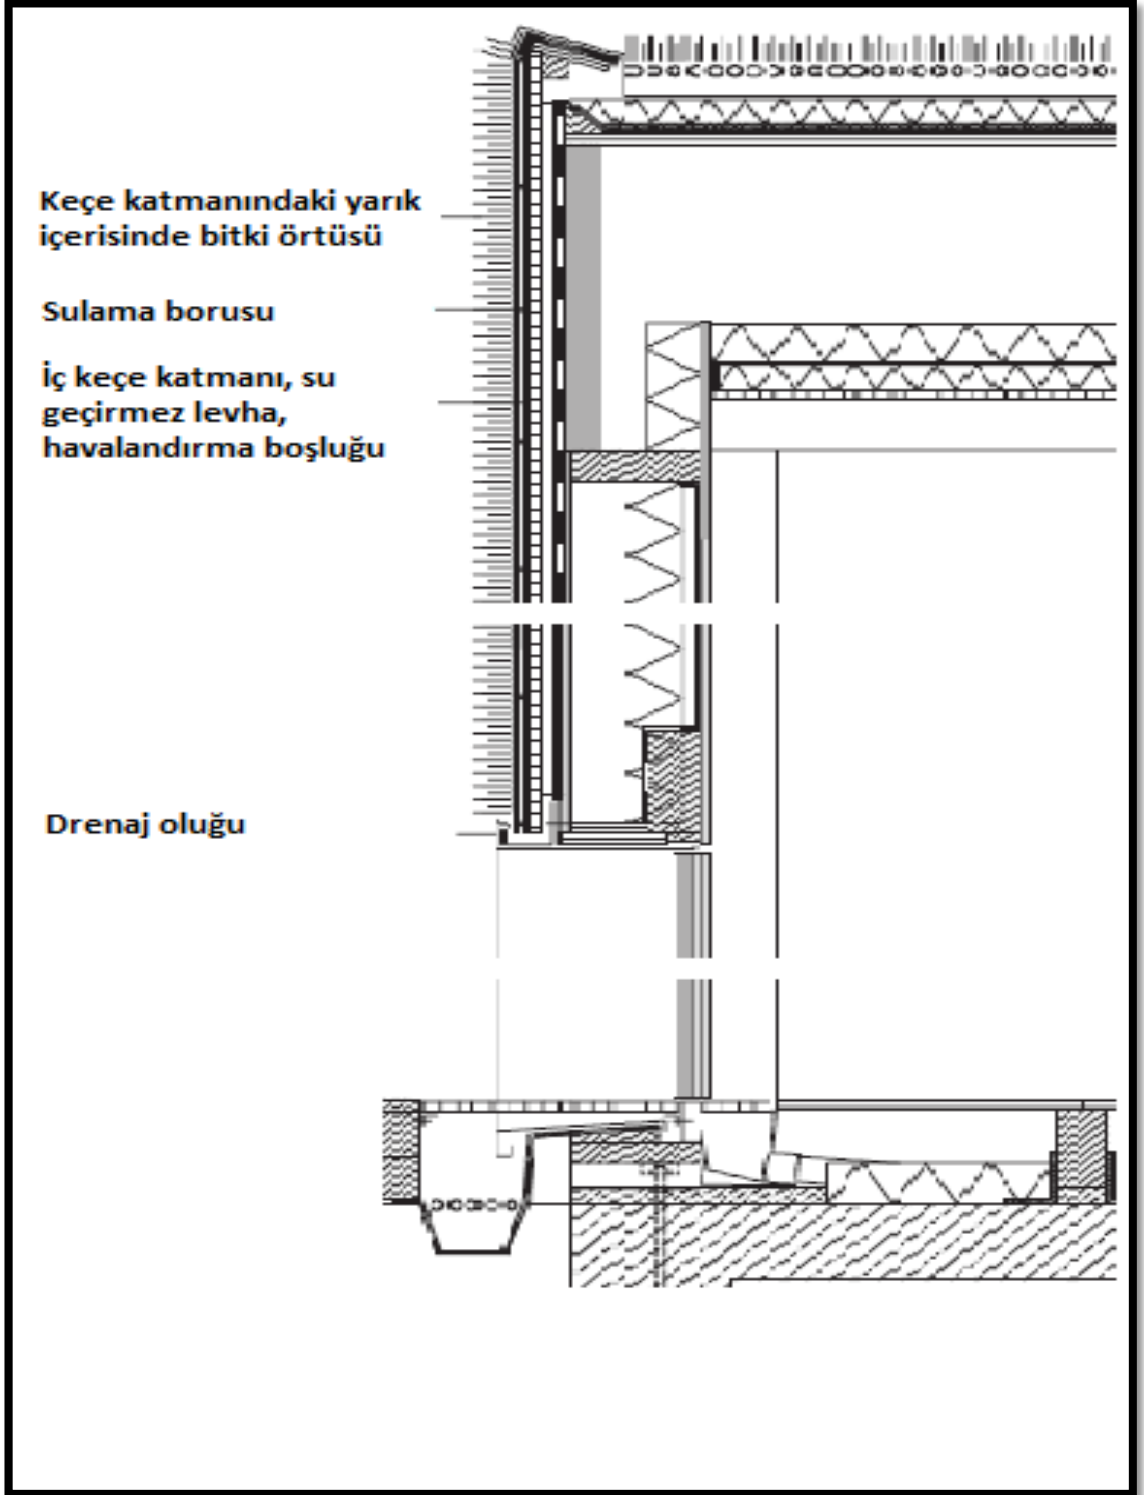 Keçe katmanındaki yarık
içerisinde bitki örtüsü
Sulama borusu
İç keçe katmanı, su
geçirmez levha,
havalandırma boşluğu
Drenaj oluğu